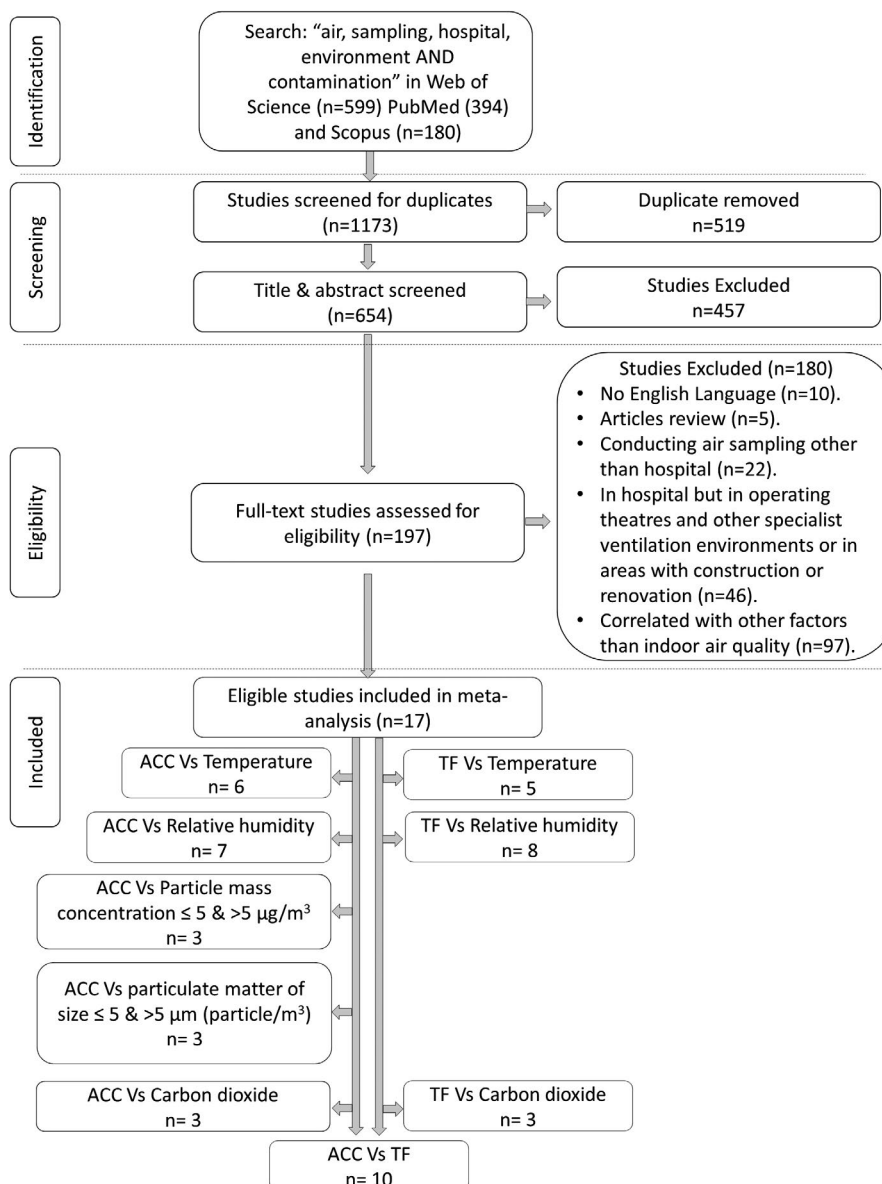 Identification
Search: “air, sampling, hospital,
environment AND
contamination” in Web of
Science (n=599) PubMed (394)
and Scopus (n=180)
Screening
Studies screened for duplicates
(n=1173)
Duplicate removed
n=519
Title & abstract screened
(n=654)
Studies Excluded
n=457
Eligibility
Full-text studies assessed for
eligibility (n=197)
Studies Excluded (n=180)
• No English Language (n=10).
• Articles review (n=5).
• Conducting air sampling other
than hospital (n=22).
• In hospital but in operating
theatres and other specialist
ventilation environments or in
areas with construction or
renovation (n=46).
• Correlated with other factors
than indoor air quality (n=97).
Included
Eligible studies included in meta-
analysis (n=17)
ACC Vs Temperature
n= 6
TF Vs Temperature
n= 5
ACC Vs Relative humidity
n= 7
TF Vs Relative humidity
n= 8
ACC Vs Particle mass
concentration ≤ 5 & >5 µg/m³
n= 3
ACC Vs particulate matter of
size ≤ 5 & >5 µm (particle/m³)
n= 3
ACC Vs Carbon dioxide
n= 3
TF Vs Carbon dioxide
n= 3
ACC Vs TF
n= 10